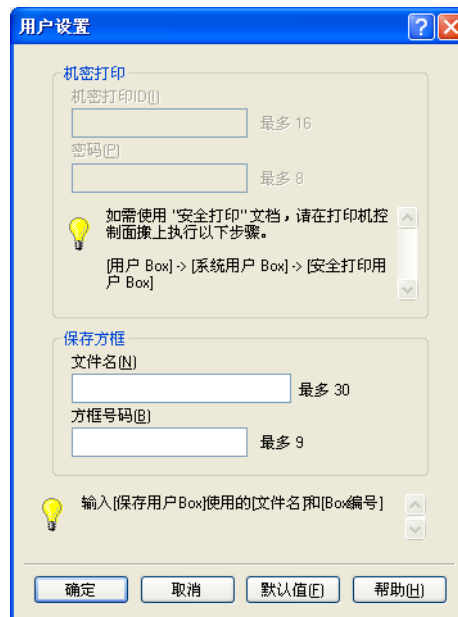 用户设置
机密打印
机密打印ID(I)
最多 16
密码(P)
最多 8
如需使用 "安全打印" 文档，请在打印机控
制面搬上执行以下步骤。
[用户 Box] -> [系统用户 Box] -> [安全打印用
户 Box]
保存方框
文件名(N)
最多 30
方框号码(B)
最多 9
输入[保存用户Box]使用的[文件名]和[Box编号]
确定
取消
默认值(F)
帮助(H)